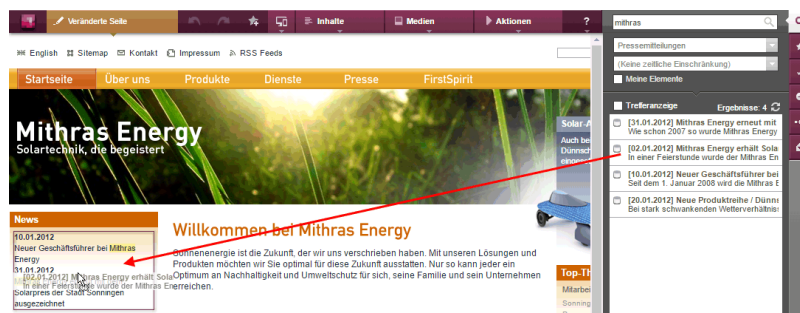 Veränderte Seite
Inhalte
Medien
Aktionen
?
English Sitemap Kontakt Impressum RSS Feeds
Startseite Über uns Produkte Dienste Presse FirstSpirit
Mithras Energy
Solartechnik, die begeistert
Solar-A
Auch be
Dünnsch
News
10.01.2012
Neuer Geschäftsführer bei Mithras
Energy
31.01.2012
[02.01.2012] Mithras Energy erhält Sola
In einer Feierstunde wurde der Mithras En
Solarpreis der Stadt Sonningen
ausgezeichnet
Willkommen bei Mithras Energy
Sonnenenergie ist die Zukunft, der wir uns verschrieben haben. Mit unseren Lösungen und
Produkten möchten wir Sie optimal für diese Zukunft ausstatten. Nur so kann jeder ein
Optimum an Nachhaltigkeit und Umweltschutz für sich, seine Familie und sein Unternehmen
erreichen.
Top-Th
Mitarbei
Sonning
mithras
Pressemitteilungen
(Keine zeitliche Einschränkung)
Meine Elemente
Trefferanzeige Ergebnisse: 4
[31.01.2012] Mithras Energy erneut mit
Wie schon 2007 so wurde Mithras Energy
[02.01.2012] Mithras Energy erhält Sola
In einer Feierstunde wurde der Mithras En
[10.01.2012] Neuer Geschäftsführer bei
Seit dem 1. Januar 2008 wird die Mithras E
[20.01.2012] Neue Produktreihe / Dünn
Bei stark schwankenden Wetterverhältnis